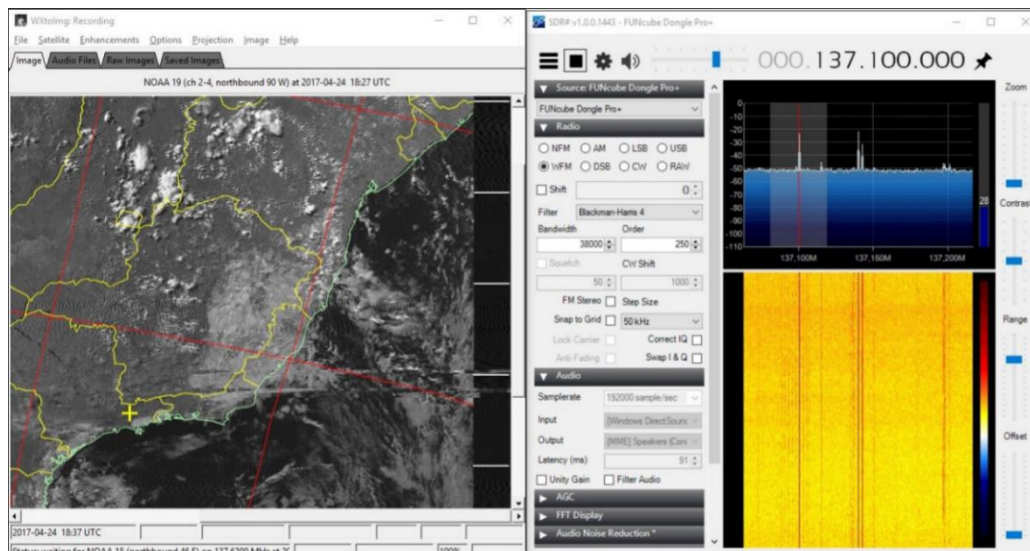 WXtoImg: Recording
File Satellite Enhancements Options Projection Image Help
Image Audio Files Raw Images Saved Images
NOAA 19 (ch 2-4, northbound 90 W) at 2017-04-24 18:27 UTC
2017-04-24 18:37 UTC
100%
SDR# v1.0.0.1443 - FUNcube Dongle Pro+
000.137.100.000
Source: FUNcube Dongle Pro+
FUNcube Dongle Pro+
Radio
NFM AM LSB USB
WFM DSB CW RAW
Shift 0
Filter Blackman-Harris 4
Bandwidth Order
38000 250
Squelch CW Shift
50 1000
FM Stereo Step Size
Snap to Grid 50 kHz
Lock Carrier Correct IQ
Anti-Fading Swap I & Q
Audio
Samplerate 192000 sample/sec
Input [Windows DirectSoun
Output [MME] Speakers (Con
Latency (ms) 91
Unity Gain Filter Audio
AGC
FFT Display
Audio Noise Reduction *
0
-10
-20
-30
-40
-50
-60
-70
-80
-90
-100
-110
28
137,100M 137,150M 137,200M
Zoom
Contrast
Range
Offset